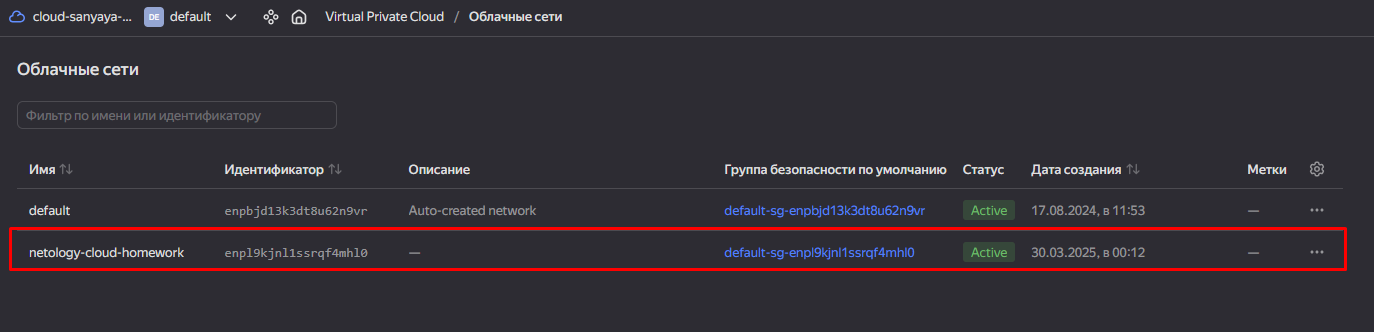 cloud-sanyaya-... DE default Virtual Private Cloud / Облачные сети
Облачные сети
Фильтр по имени или идентификатору
Имя Идентификатор Описание Группа безопасности по умолчанию Статус Дата создания Метки
default enpbjd13k3dt8u62n9vr Auto-created network default-sg-enpbjd13k3dt8u62n9vr Active 17.08.2024, в 11:53 —
netology-cloud-homework enpl9kjnl1ssrqf4mhl0 — default-sg-enpl9kjnl1ssrqf4mhl0 Active 30.03.2025, в 00:12 —